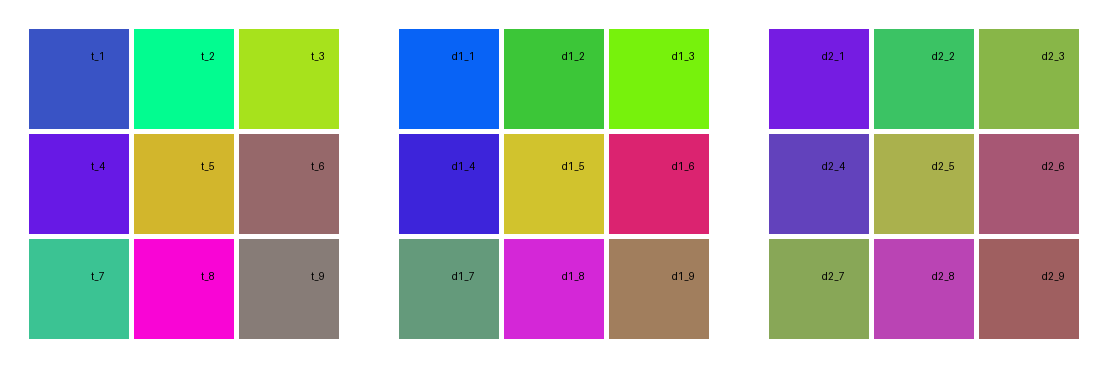 t_1 t_2 t_3 d1_1 d1_2 d1_3 d2_1 d2_2 d2_3
t_4 t_5 t_6 d1_4 d1_5 d1_6 d2_4 d2_5 d2_6
t_7 t_8 t_9 d1_7 d1_8 d1_9 d2_7 d2_8 d2_9